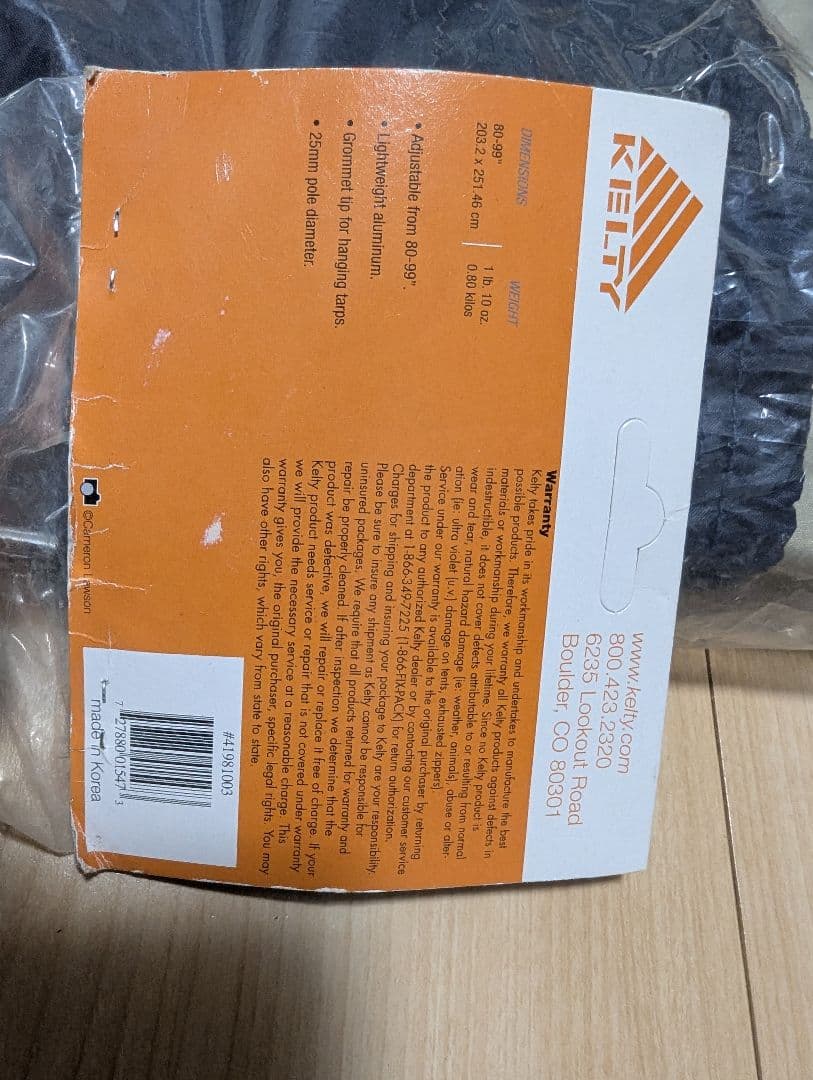 KELTY
www.kelty.com
800.423.2320
6235 Lookout Road
Boulder, CO 80301
DIMENSIONS
WEIGHT
80-99"
203.2 x 251.46 cm
1 lb. 10 oz.
0.80 kilos
• Adjustable from 80-99".
• Lightweight aluminum.
• Grommet tip for hanging tarps.
• 25mm pole diameter.
Warranty
Kelty takes pride in its workmanship and undertakes to manufacture the best
possible products. Therefore, we warranty all Kelty products against defects in
materials or workmanship during your lifetime. Since no Kelty product is
indestructible, it does not cover defects attributable to or resulting from normal
wear and tear, natural hazard damage (ie: weather, animals), abuse or alter-
ation (ie: ultra violet [u.v] damage on tents, exhausted zippers).
Service under our warranty is available to the original purchaser by returning
the product to any authorized Kelty dealer or by contacting our customer service
department at 1-866-349-7225 (1-866-FIX-PACK) for return authorization.
Charges for shipping and insuring your package to Kelty are your responsibility.
Please be sure to insure any shipment as Kelty cannot be responsible for
uninsured packages. We require that all products returned for warranty and
repair be properly cleaned. If after inspection we determine that the
product was defective, we will repair or replace it free of charge. If your
Kelty product needs service or repair that is not covered under warranty
we will provide the necessary service at a reasonable charge. This
warranty gives you, the original purchaser, specific legal rights. You may
also have other rights, which vary from state to state.
#41981003
7 27880 01547 3
made in Korea
©Cameron